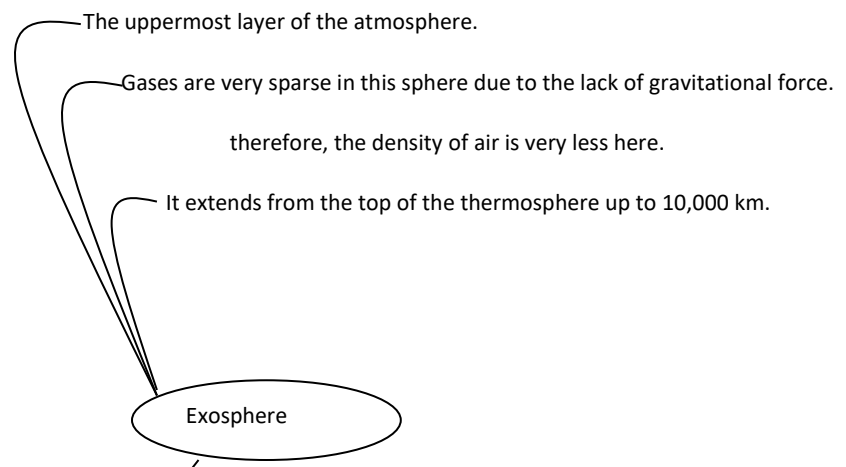 The uppermost layer of the atmosphere.
Gases are very sparse in this sphere due to the lack of gravitational force.
therefore, the density of air is very less here.
It extends from the top of the thermosphere up to 10,000 km.
Exosphere